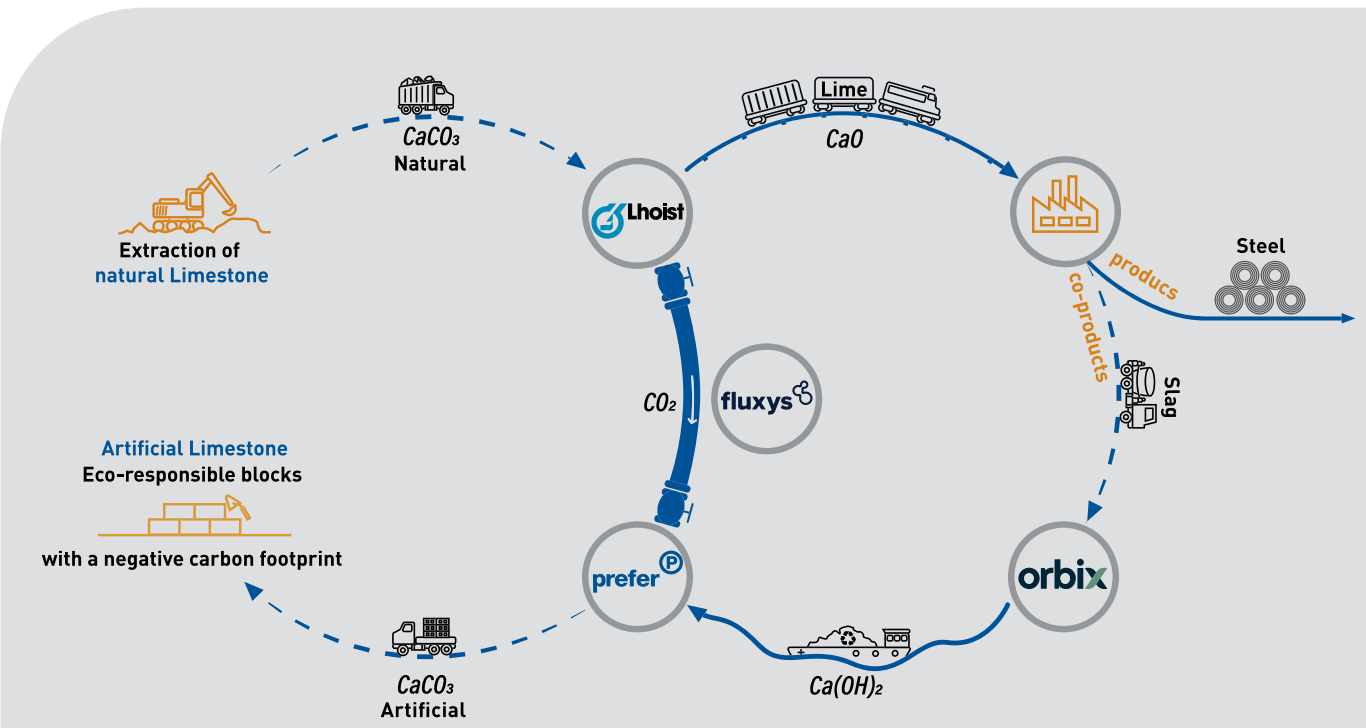 CaCO₃
Natural
Lime
CaO
Lhoist
Extraction of
natural Limestone
Steel
producs
co-products
Slag
CO₂
fluxys
Artificial Limestone
Eco-responsible blocks
with a negative carbon footprint
prefer P
orbix
CaCO₃
Artificial
Ca(OH)₂